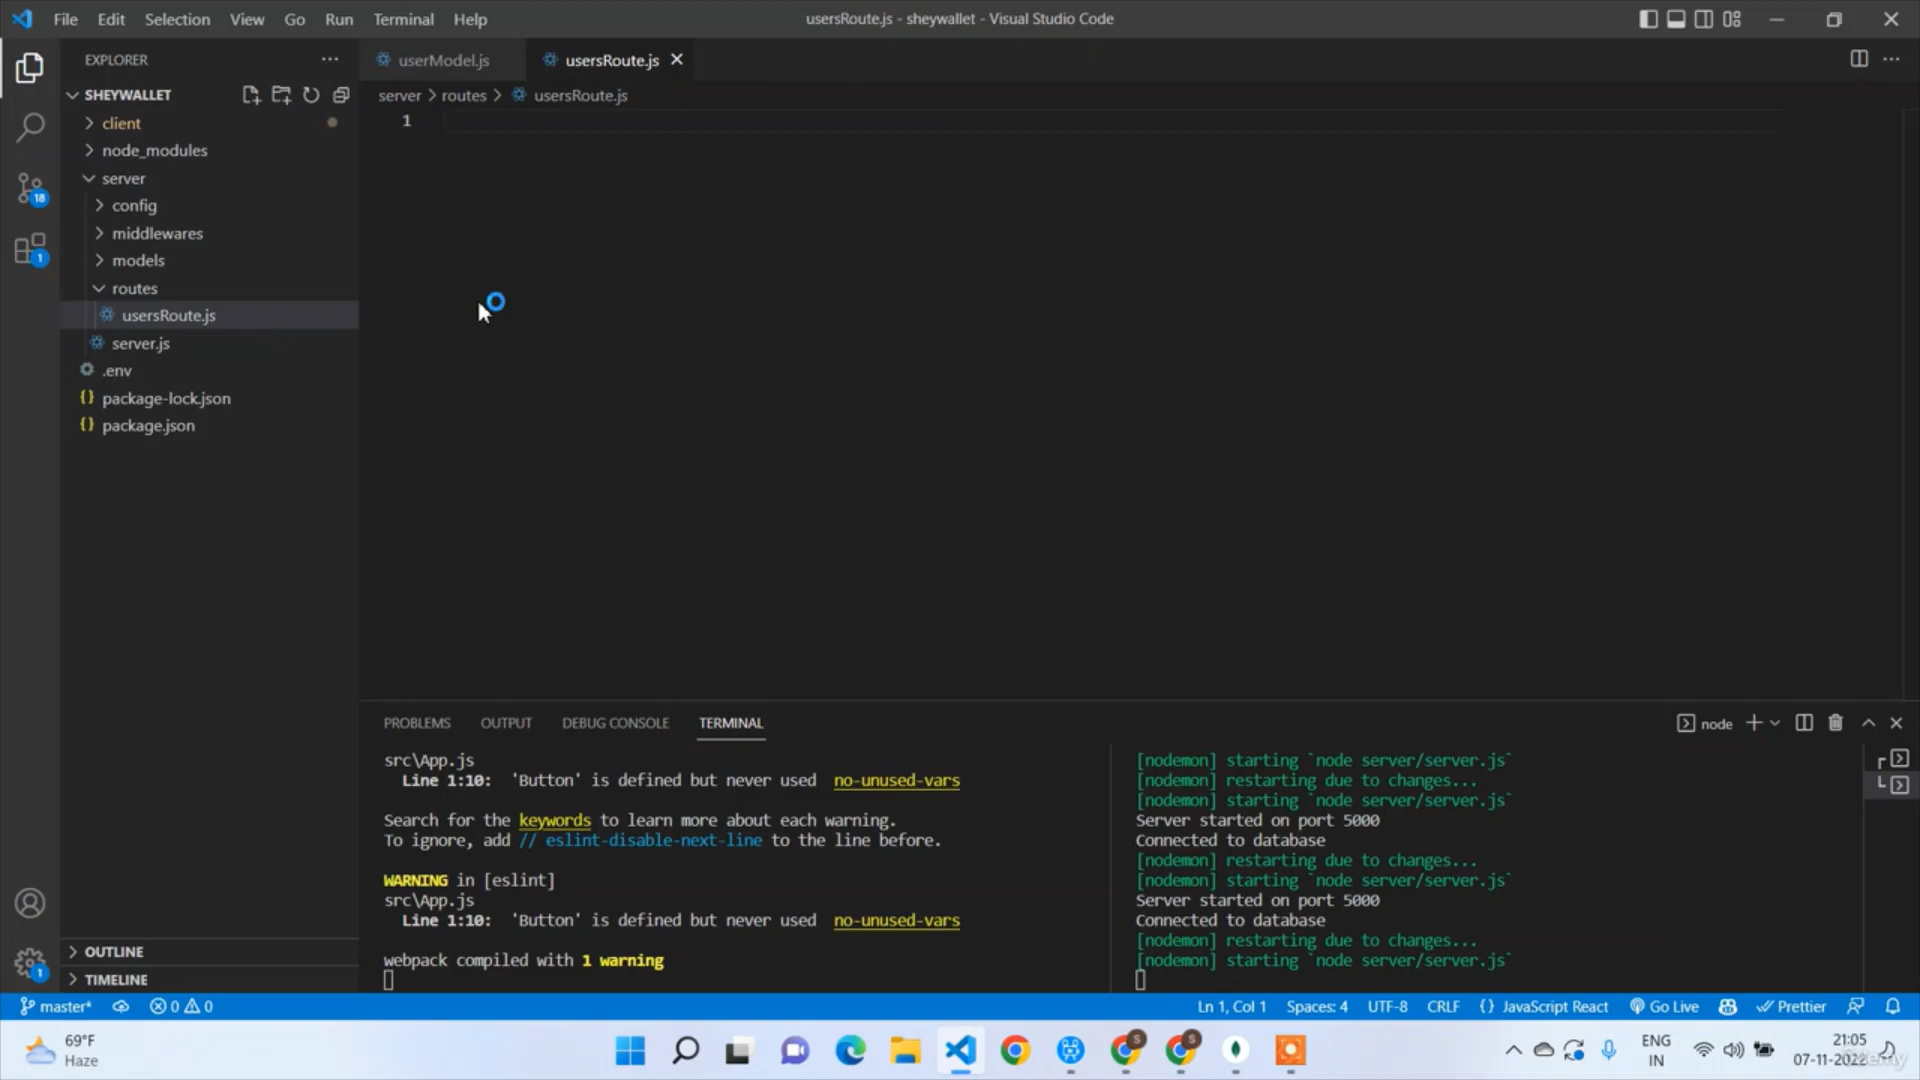 File Edit Selection View Go Run Terminal Help
usersRoute.js - sheywallet - Visual Studio Code
EXPLORER
SHEYWALLET
client
node_modules
server
config
middlewares
models
routes
usersRoute.js
server.js
.env
package-lock.json
package.json
OUTLINE
TIMELINE
18
1
1
userModel.js
usersRoute.js
server > routes > usersRoute.js
1
PROBLEMS OUTPUT DEBUG CONSOLE TERMINAL
node
src\App.js
Line 1:10: 'Button' is defined but never used no-unused-vars
Search for the keywords to learn more about each warning.
To ignore, add // eslint-disable-next-line to the line before.
WARNING in [eslint]
src\App.js
Line 1:10: 'Button' is defined but never used no-unused-vars
webpack compiled with 1 warning
[nodemon] starting `node server/server.js`
[nodemon] restarting due to changes...
[nodemon] starting `node server/server.js`
Server started on port 5000
Connected to database
[nodemon] restarting due to changes...
[nodemon] starting `node server/server.js`
Server started on port 5000
Connected to database
[nodemon] restarting due to changes...
[nodemon] starting `node server/server.js`
master* 0 0
Ln 1, Col 1 Spaces: 4 UTF-8 CRLF {} JavaScript React Go Live Prettier
69°F
Haze
S
S
ENG
IN
21:05
07-11-2022